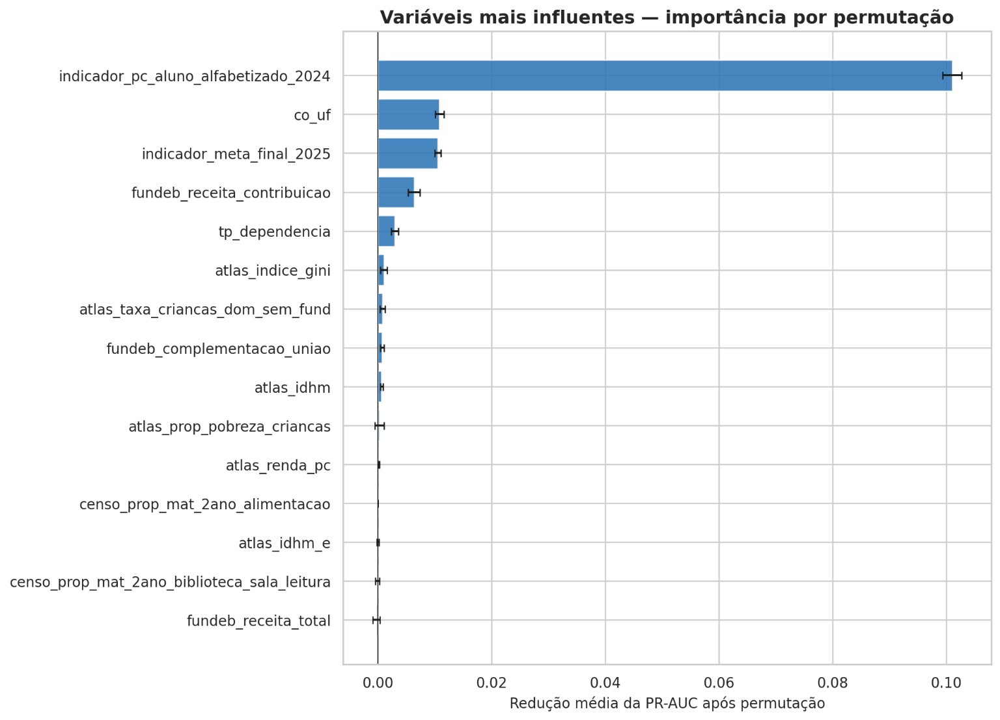 Variáveis mais influentes — importância por permutação
indicador_pc_aluno_alfabetizado_2024
co_uf
indicador_meta_final_2025
fundeb_receita_contribuicao
tp_dependencia
atlas_indice_gini
atlas_taxa_criancas_dom_sem_fund
fundeb_complementacao_uniao
atlas_idhm
atlas_prop_pobreza_criancas
atlas_renda_pc
censo_prop_mat_2ano_alimentacao
atlas_idhm_e
censo_prop_mat_2ano_biblioteca_sala_leitura
fundeb_receita_total
0.00 0.02 0.04 0.06 0.08 0.10
Redução média da PR-AUC após permutação